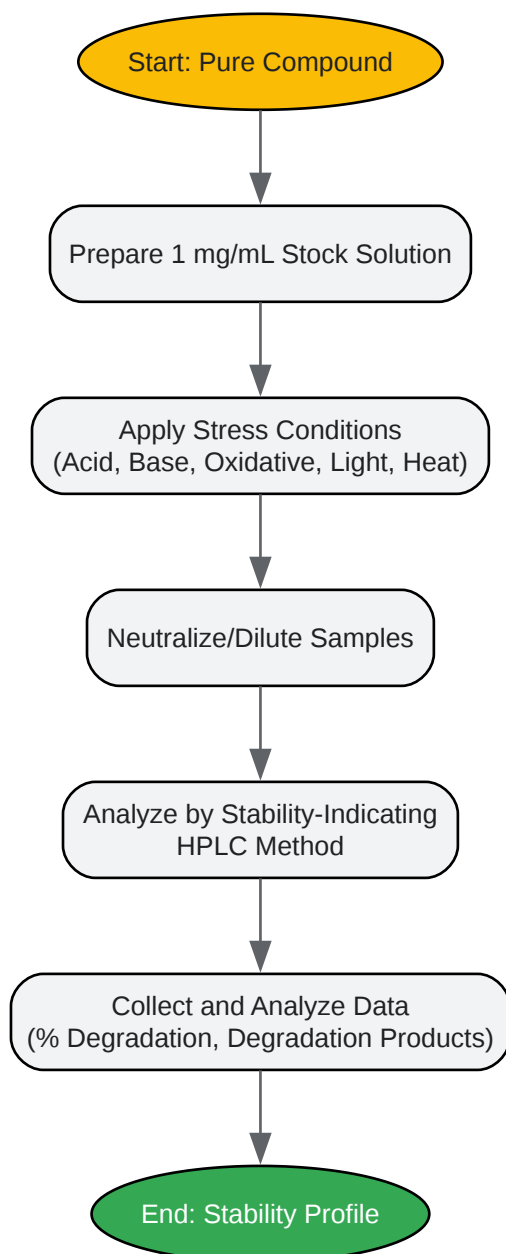 Start: Pure Compound
Prepare 1 mg/mL Stock Solution
Apply Stress Conditions
(Acid, Base, Oxidative, Light, Heat)
Neutralize/Dilute Samples
Analyze by Stability-Indicating
HPLC Method
Collect and Analyze Data
(% Degradation, Degradation Products)
End: Stability Profile